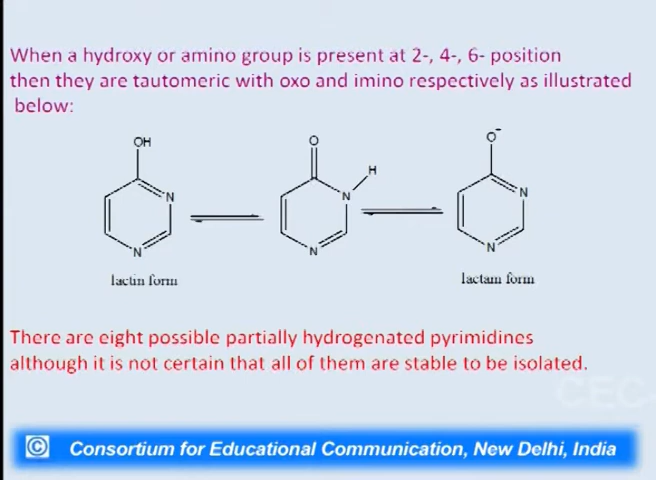 When a hydroxy or amino group is present at 2-, 4-, 6- position
then they are tautomeric with oxo and imino respectively as illustrated
below:
OH
N
N
O
H
N
N
O-
N
N
lactin form
lactam form
There are eight possible partially hydrogenated pyrimidines
although it is not certain that all of them are stable to be isolated.
CEC
© Consortium for Educational Communication, New Delhi, India